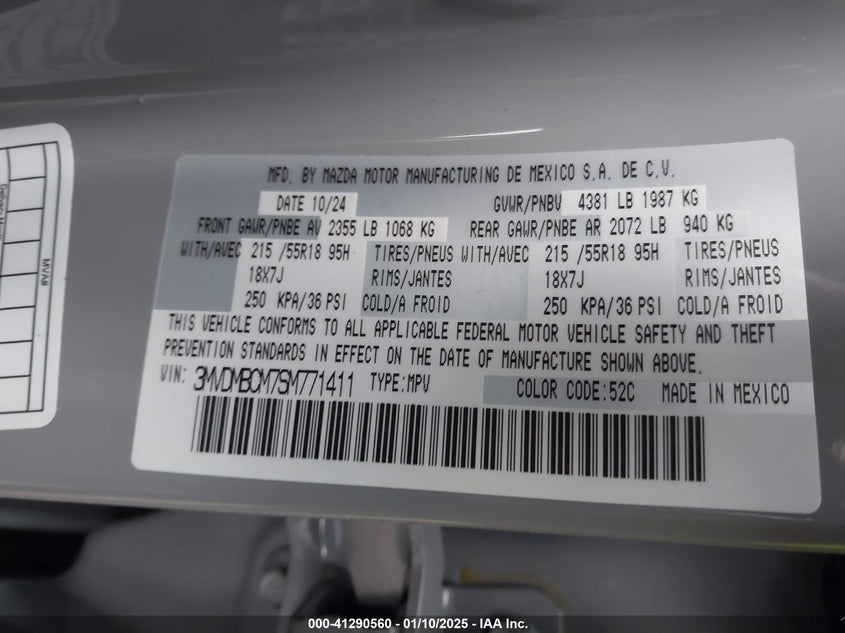 MFD. BY MAZDA MOTOR MANUFACTURING DE MEXICO S.A. DE C.V.
DATE 10/24 GVWR/PNBV 4381 LB 1987 KG
FRONT GAWR/PNBE AV 2355 LB 1068 KG REAR GAWR/PNBE AR 2072 LB 940 KG
WITH/AVEC 215 /55R18 95H TIRES/PNEUS WITH/AVEC 215 /55R18 95H TIRES/PNEUS
18X7J RIMS/JANTES 18X7J RIMS/JANTES
250 KPA/36 PSI COLD/A FROID 250 KPA/36 PSI COLD/A FROID
THIS VEHICLE CONFORMS TO ALL APPLICABLE FEDERAL MOTOR VEHICLE SAFETY AND THEFT
PREVENTION STANDARDS IN EFFECT ON THE DATE OF MANUFACTURE SHOWN ABOVE.
VIN: 3MVDMBCM7SM771411 TYPE:MPV COLOR CODE:52C MADE IN MEXICO
MVAll
000-41290560 - 01/10/2025 - IAA Inc.